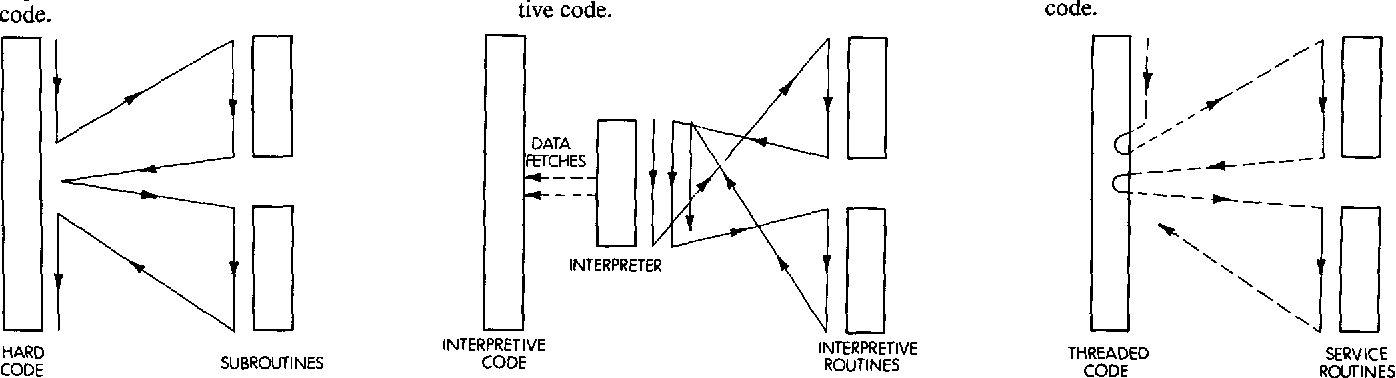 code.
tive code.
code.
DATA
FETCHES
INTERPRETER
HARD
CODE
SUBROUTINES
INTERPRETIVE
CODE
INTERPRETIVE
ROUTINES
THREADED
CODE
SERVICE
ROUTINES